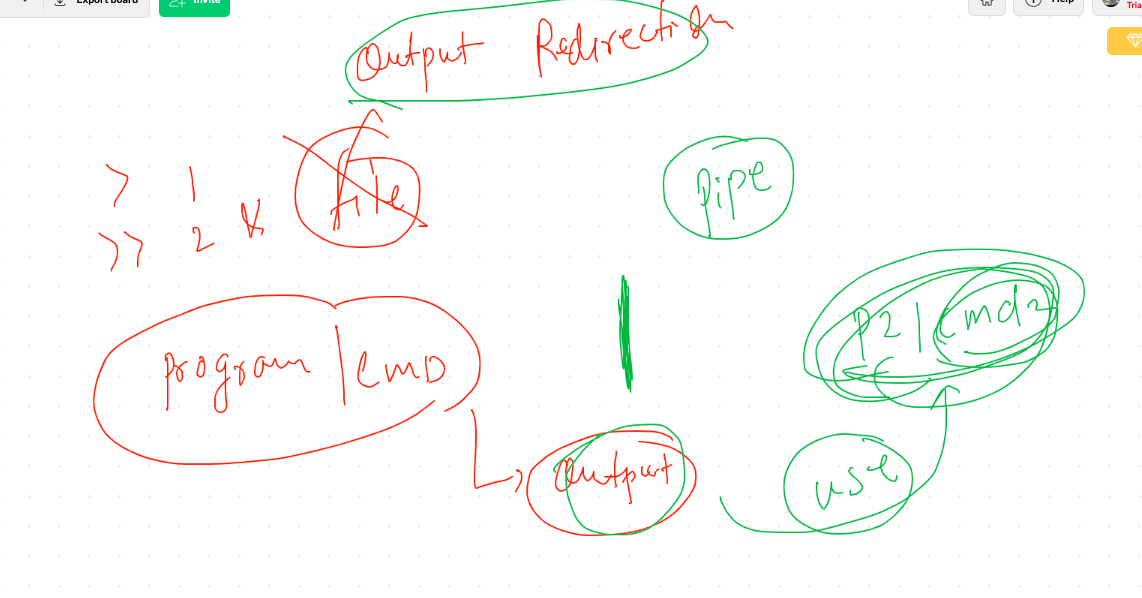 Export board
Invite
Help
Tria
Output Redirection
> 1
>> 2
File
Pipe
Program | CMD
P2 | Cmd2
Output
use